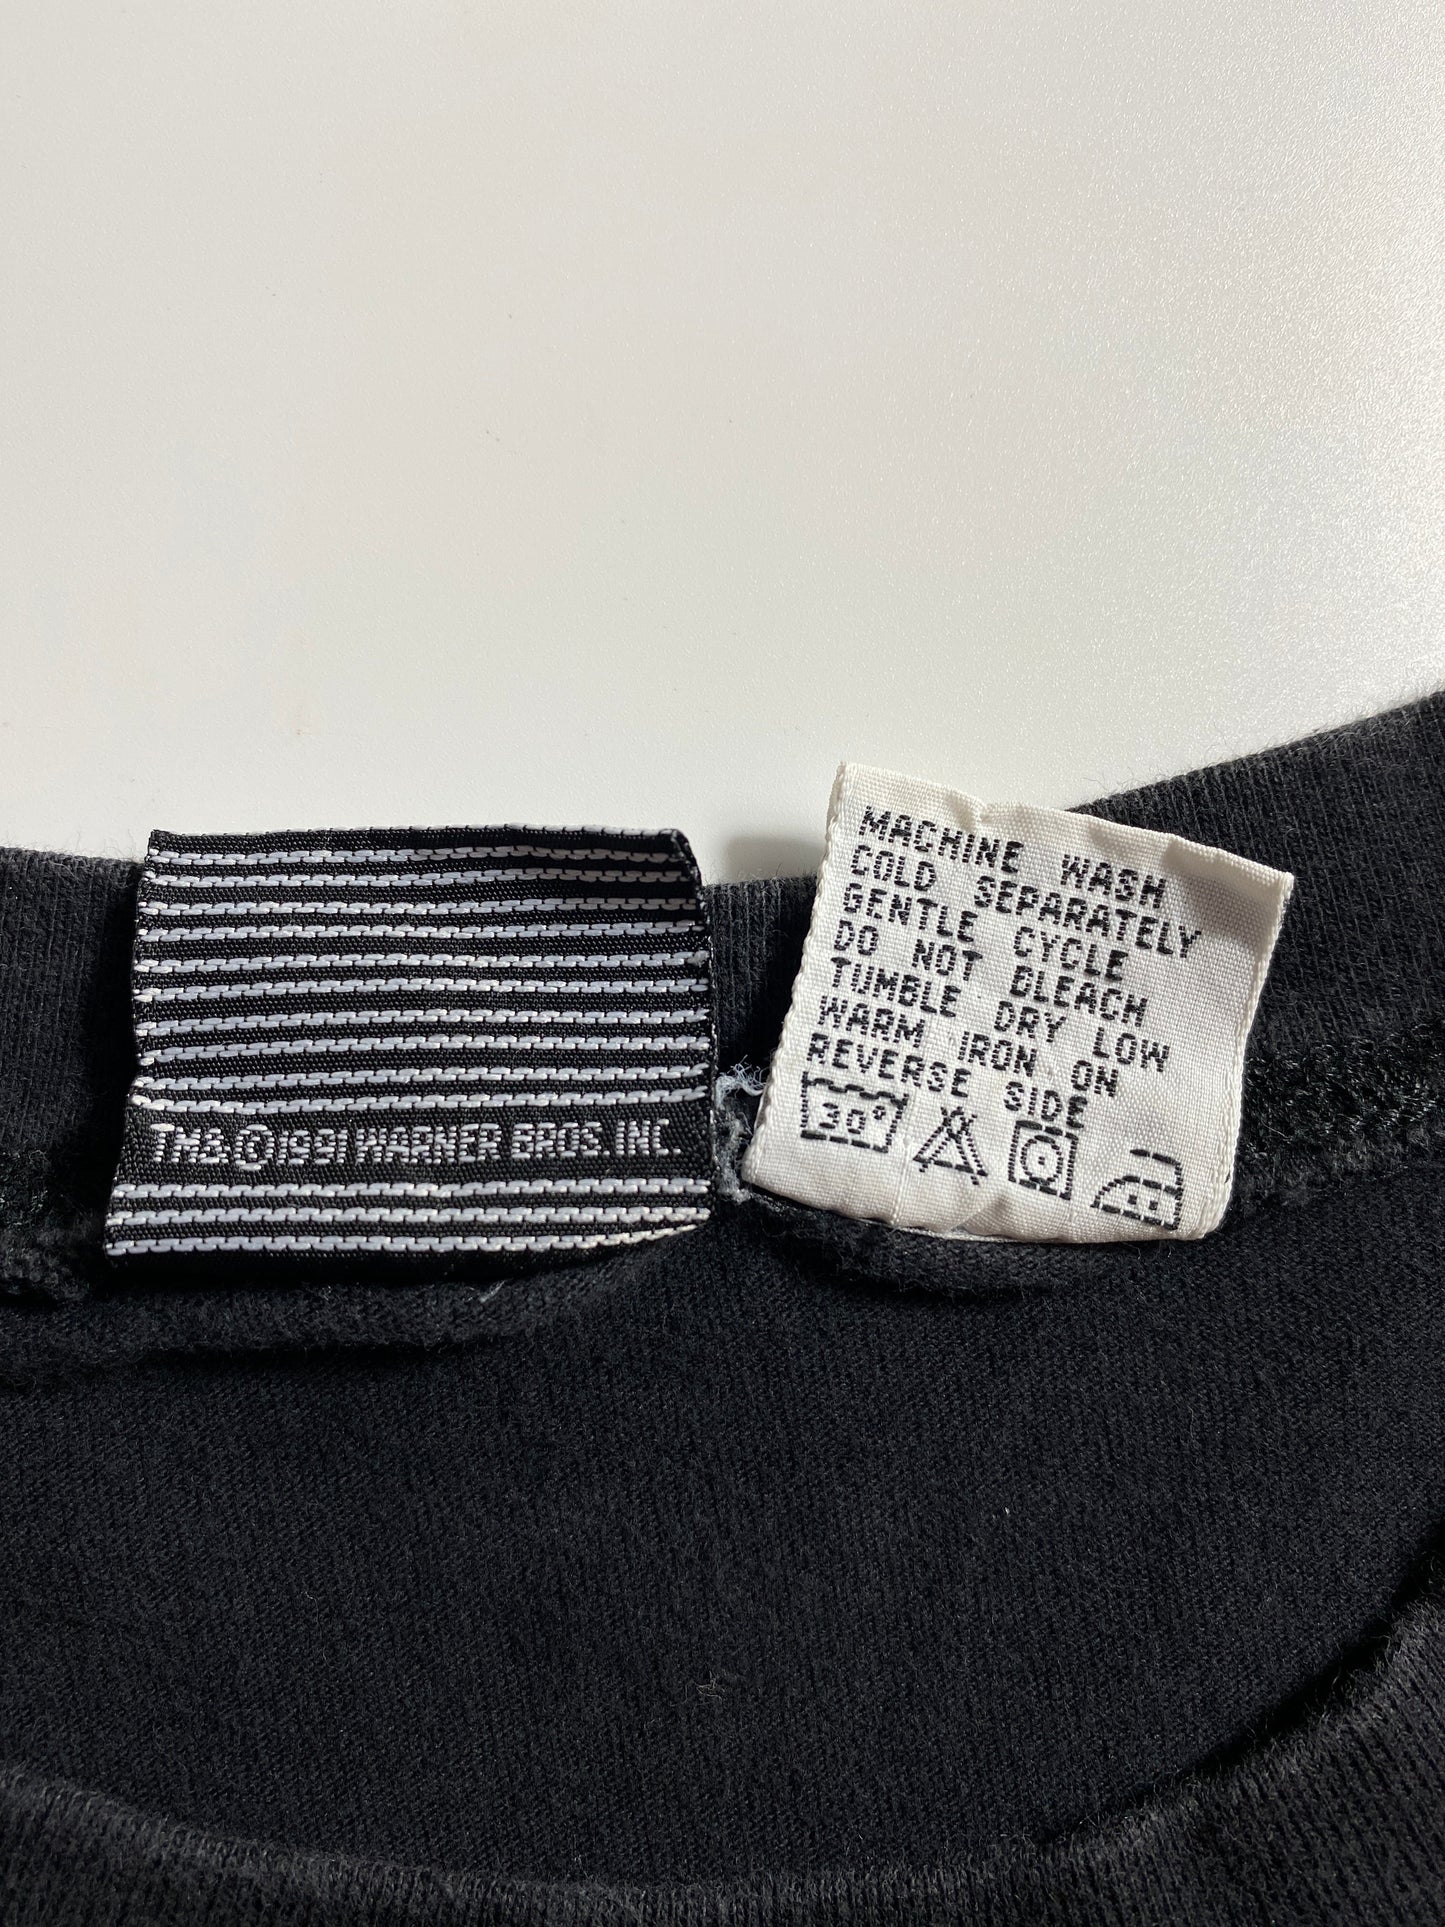 TM&©1991 WARNER BROS. INC.
MACHINE WASH
COLD SEPARATELY
GENTLE CYCLE
DO NOT BLEACH
TUMBLE DRY LOW
WARM IRON ON
REVERSE SIDE
30°